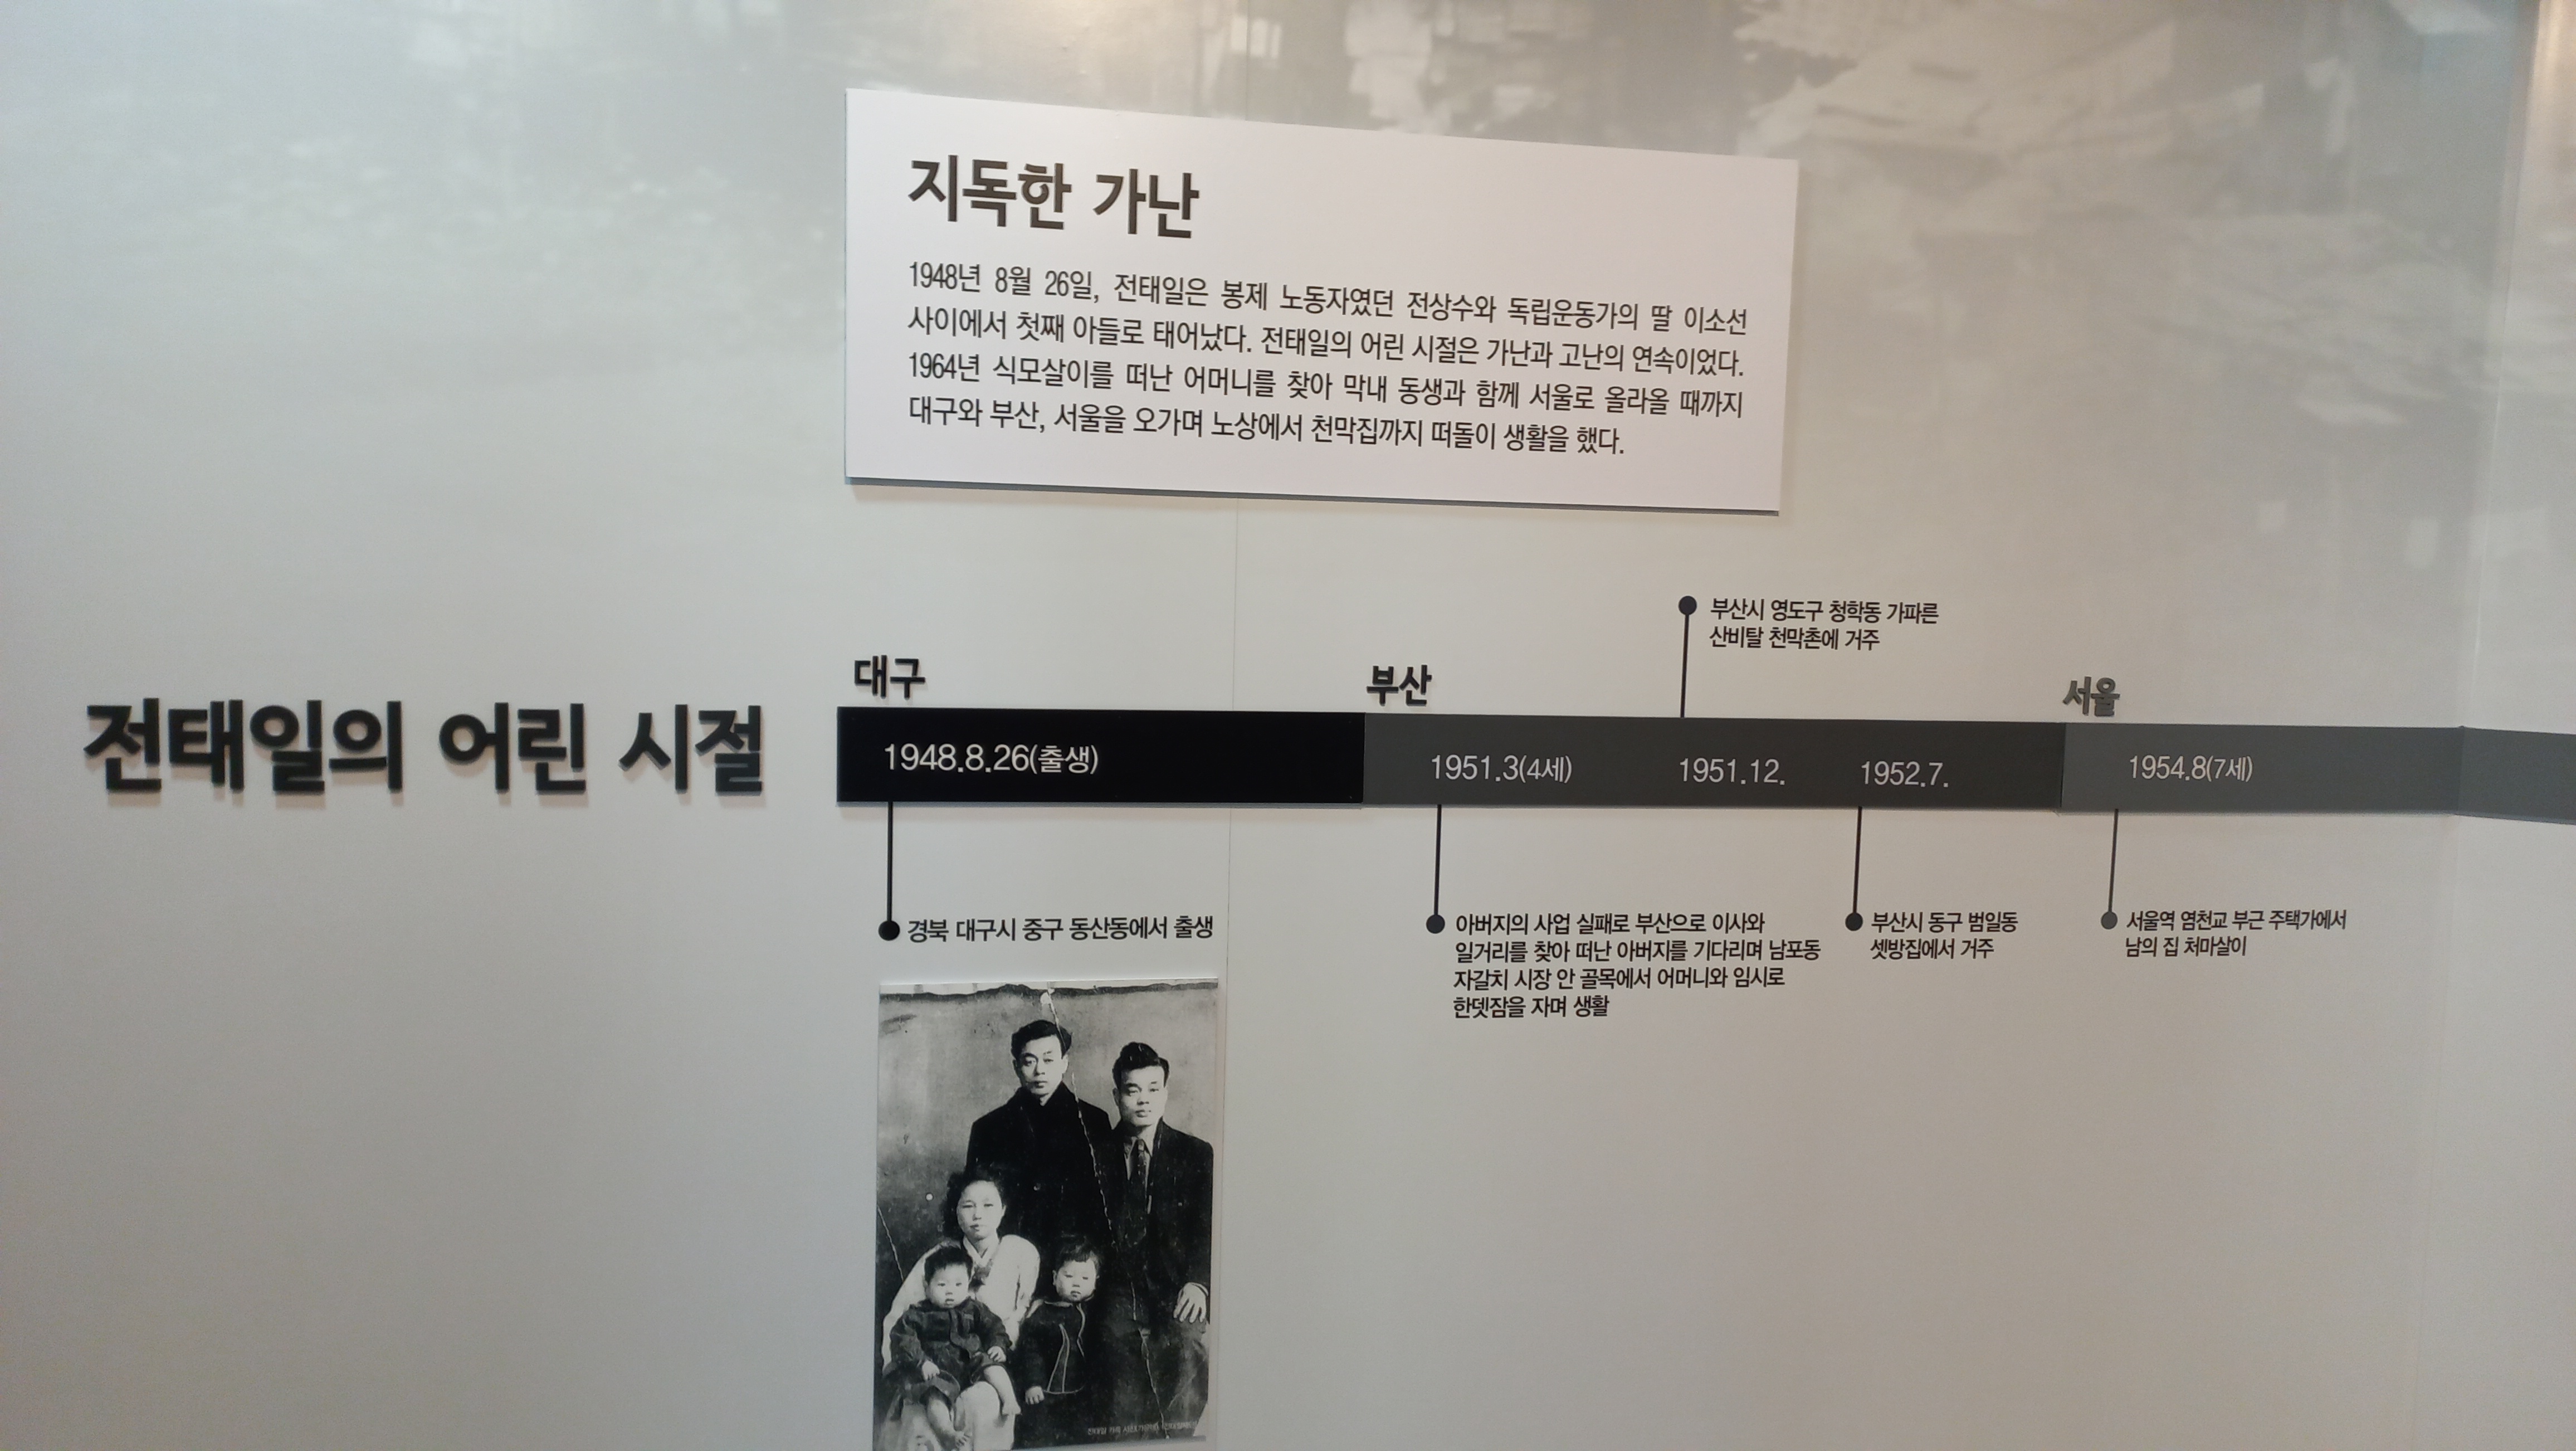 지독한 가난
1948년 8월 26일, 전태일은 봉제 노동자였던 전상수와 독립운동가의 딸 이소선
사이에서 첫째 아들로 태어났다. 전태일의 어린 시절은 가난과 고난의 연속이었다.
1964년 식모살이를 떠난 어머니를 찾아 막내 동생과 함께 서울로 올라올 때까지
대구와 부산, 서울을 오가며 노상에서 천막집까지 떠돌이 생활을 했다.
전태일의 어린 시절
대구
1948.8.26(출생)
경북 대구시 중구 동산동에서 출생
부산
1951.3(4세)
아버지의 사업 실패로 부산으로 이사와
일거리를 찾아 떠난 아버지를 기다리며 남포동
자갈치 시장 안 골목에서 어머니와 임시로
한뎃잠을 자며 생활
부산시 영도구 청학동 가파른
산비탈 천막촌에 거주
1951.12.
1952.7.
부산시 동구 범일동
셋방집에서 거주
서울
1954.8(7세)
서울역 염천교 부근 주택가에서
남의 집 처마살이